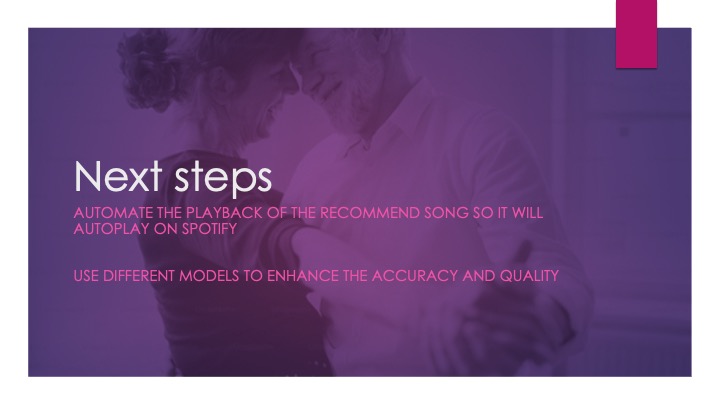 Next steps
AUTOMATE THE PLAYBACK OF THE RECOMMEND SONG SO IT WILL
AUTOPLAY ON SPOTIFY
USE DIFFERENT MODELS TO ENHANCE THE ACCURACY AND QUALITY